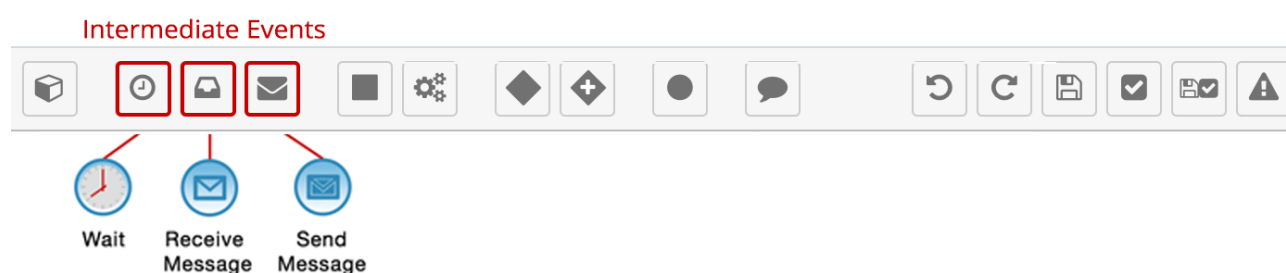 Intermediate Events
Wait
Receive
Message
Send
Message